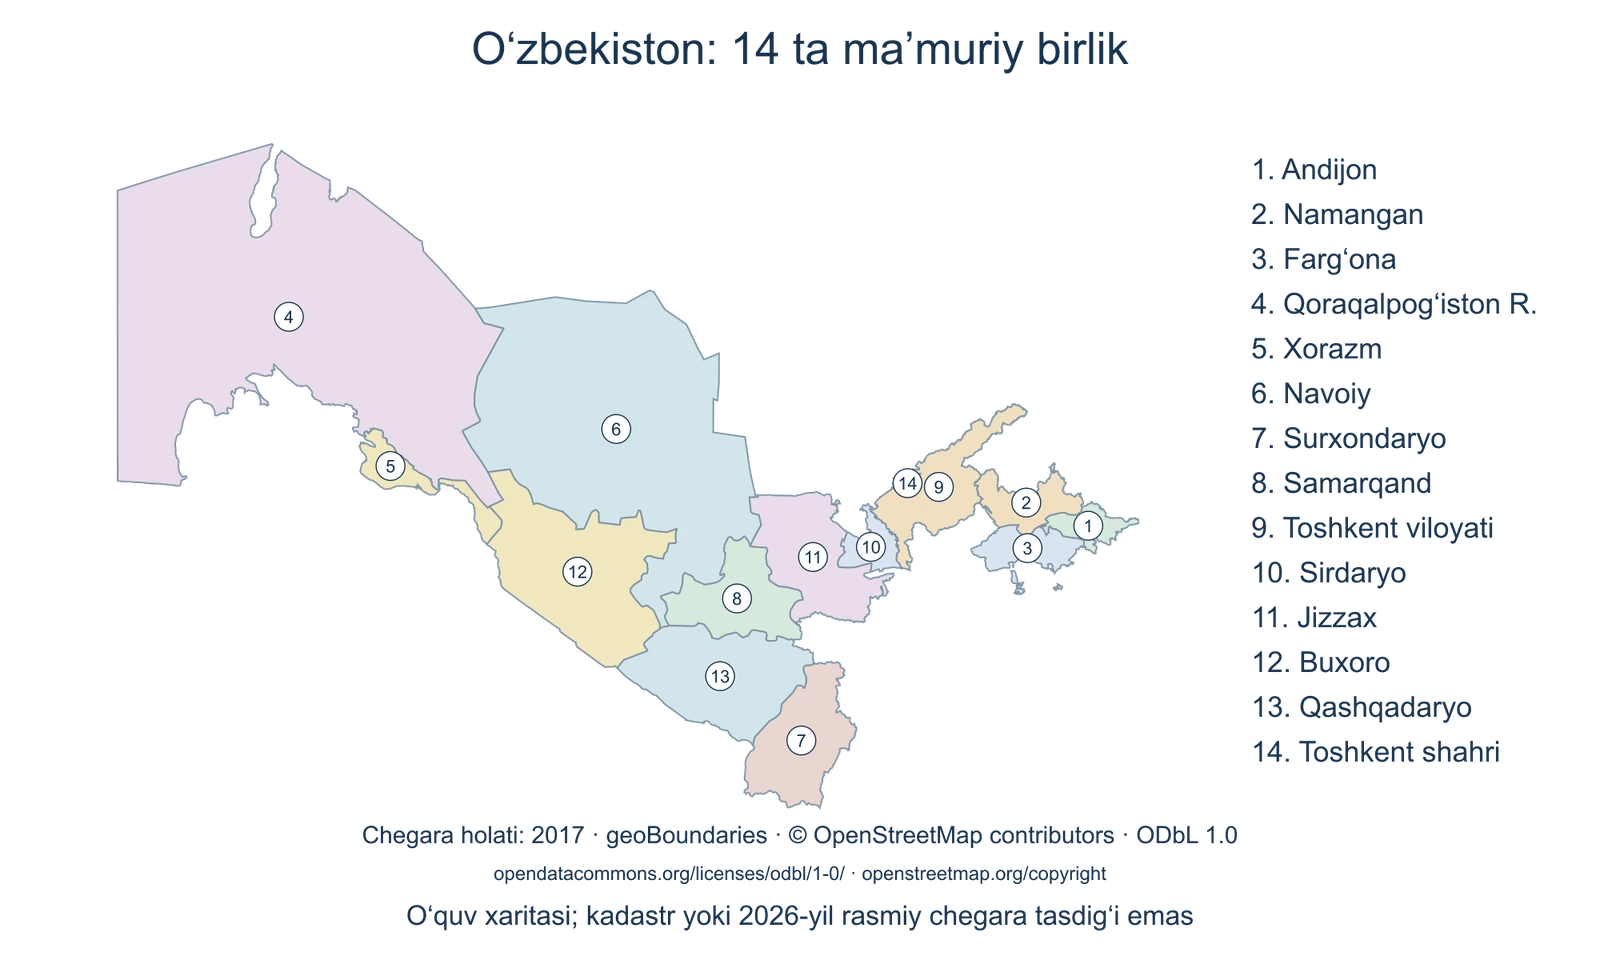 O‘zbekiston: 14 ta ma’muriy birlik
1. Andijon
2. Namangan
3. Farg‘ona
4. Qoraqalpog‘iston R.
5. Xorazm
6. Navoiy
7. Surxondaryo
8. Samarqand
9. Toshkent viloyati
10. Sirdaryo
11. Jizzax
12. Buxoro
13. Qashqadaryo
14. Toshkent shahri
4
6
5
14
9
2
1
3
10
11
12
8
13
7
Chegara holati: 2017 · geoBoundaries · © OpenStreetMap contributors · ODbL 1.0
opendatacommons.org/licenses/odbl/1-0/ · openstreetmap.org/copyright
O‘quv xaritasi; kadastr yoki 2026-yil rasmiy chegara tasdig‘i emas